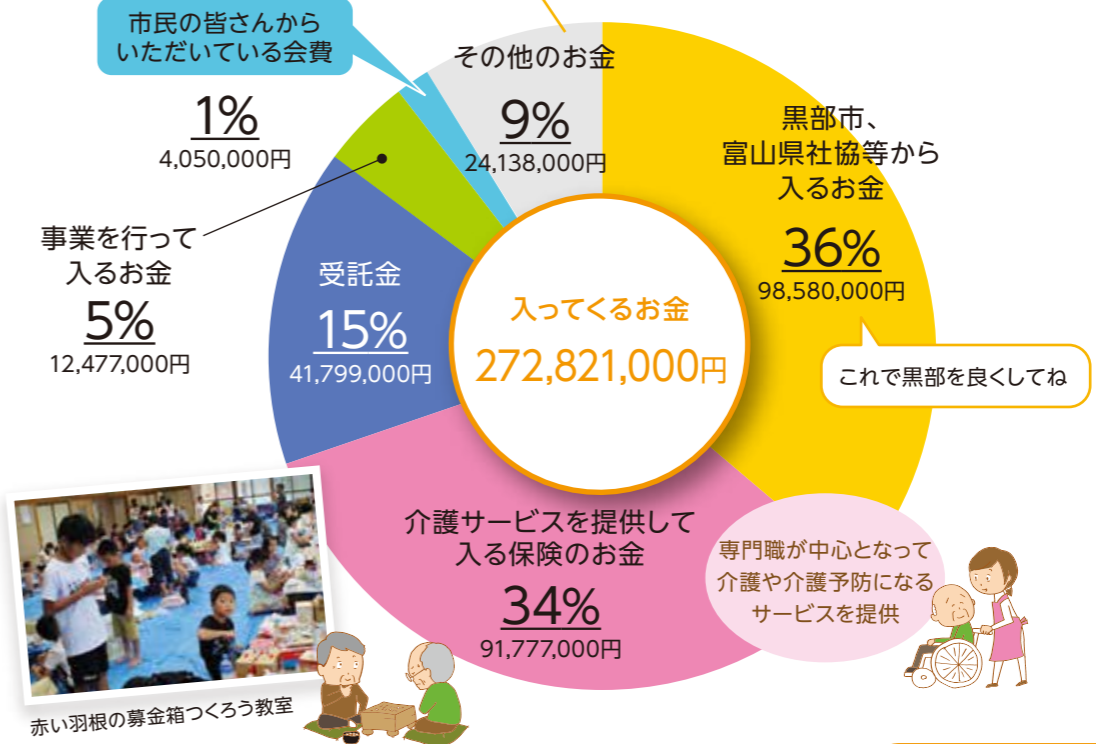 市民の皆さんから
いただいている会費
1%
4,050,000円
その他のお金
9%
24,138,000円
黒部市、
富山県社協等から
入るお金
36%
98,580,000円
これで黒部を良くしてね
事業を行って
入るお金
5%
12,477,000円
受託金
15%
41,799,000円
入ってくるお金
272,821,000円
介護サービスを提供して
入る保険のお金
34%
91,777,000円
専門職が中心となって
介護や介護予防になる
サービスを提供
赤い羽根の募金箱つくろう教室